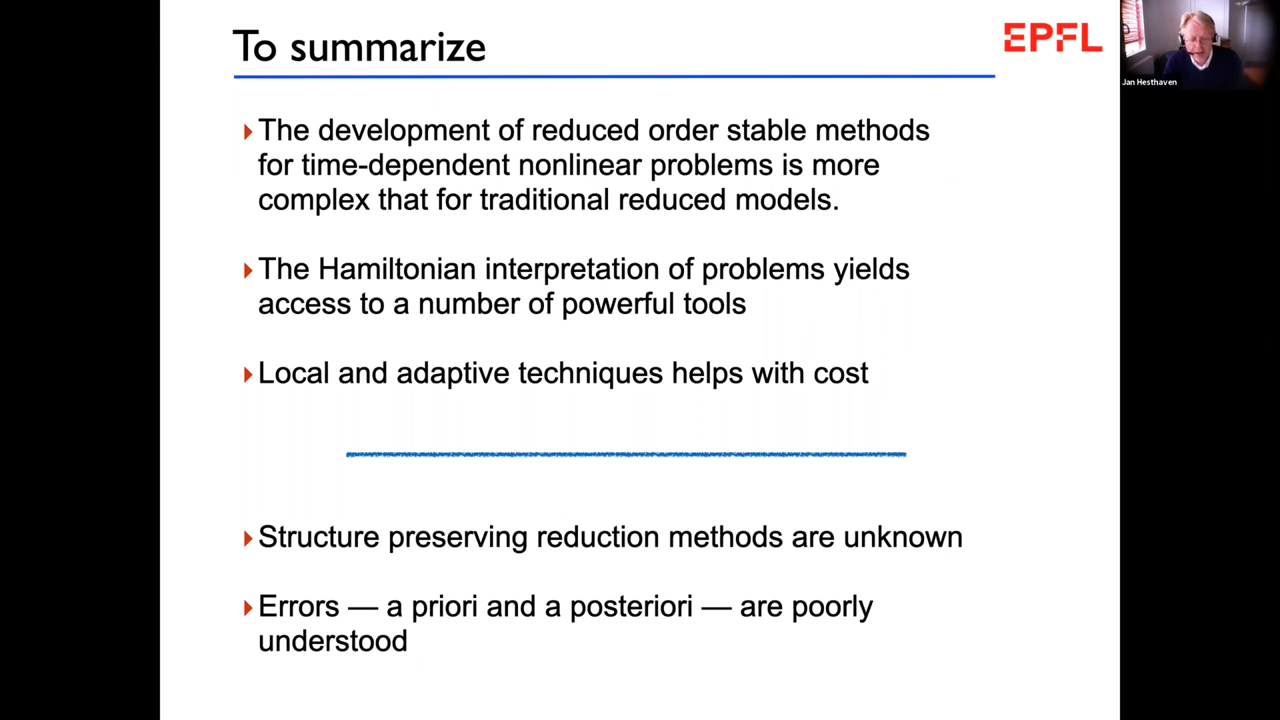 To summarize
EPFL
Jan Hesthaven
The development of reduced order stable methods
for time-dependent nonlinear problems is more
complex that for traditional reduced models.
The Hamiltonian interpretation of problems yields
access to a number of powerful tools
Local and adaptive techniques helps with cost
Structure preserving reduction methods are unknown
Errors — a priori and a posteriori — are poorly
understood